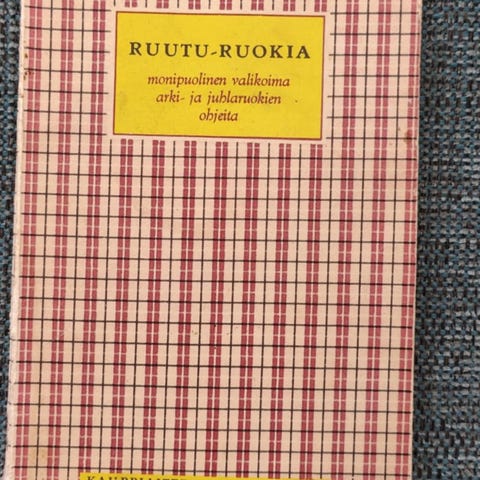 RUUTU-RUOKIA
monipuolinen valikoima
arki- ja juhlaruokien
ohjeita